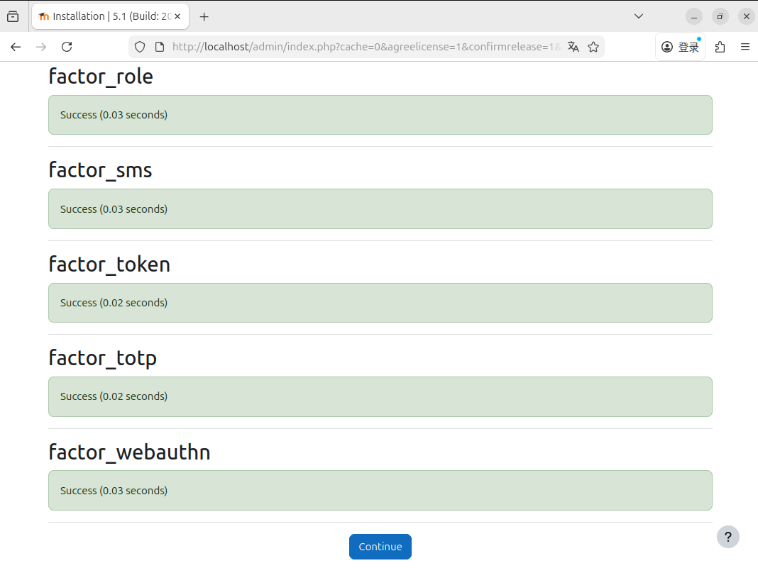 Installation | 5.1 (Build: 20
http://localhost/admin/index.php?cache=0&agreelicense=1&confirmrelease=1&
登录
factor_role
Success (0.03 seconds)
factor_sms
Success (0.03 seconds)
factor_token
Success (0.02 seconds)
factor_totp
Success (0.02 seconds)
factor_webauthn
Success (0.03 seconds)
Continue
?